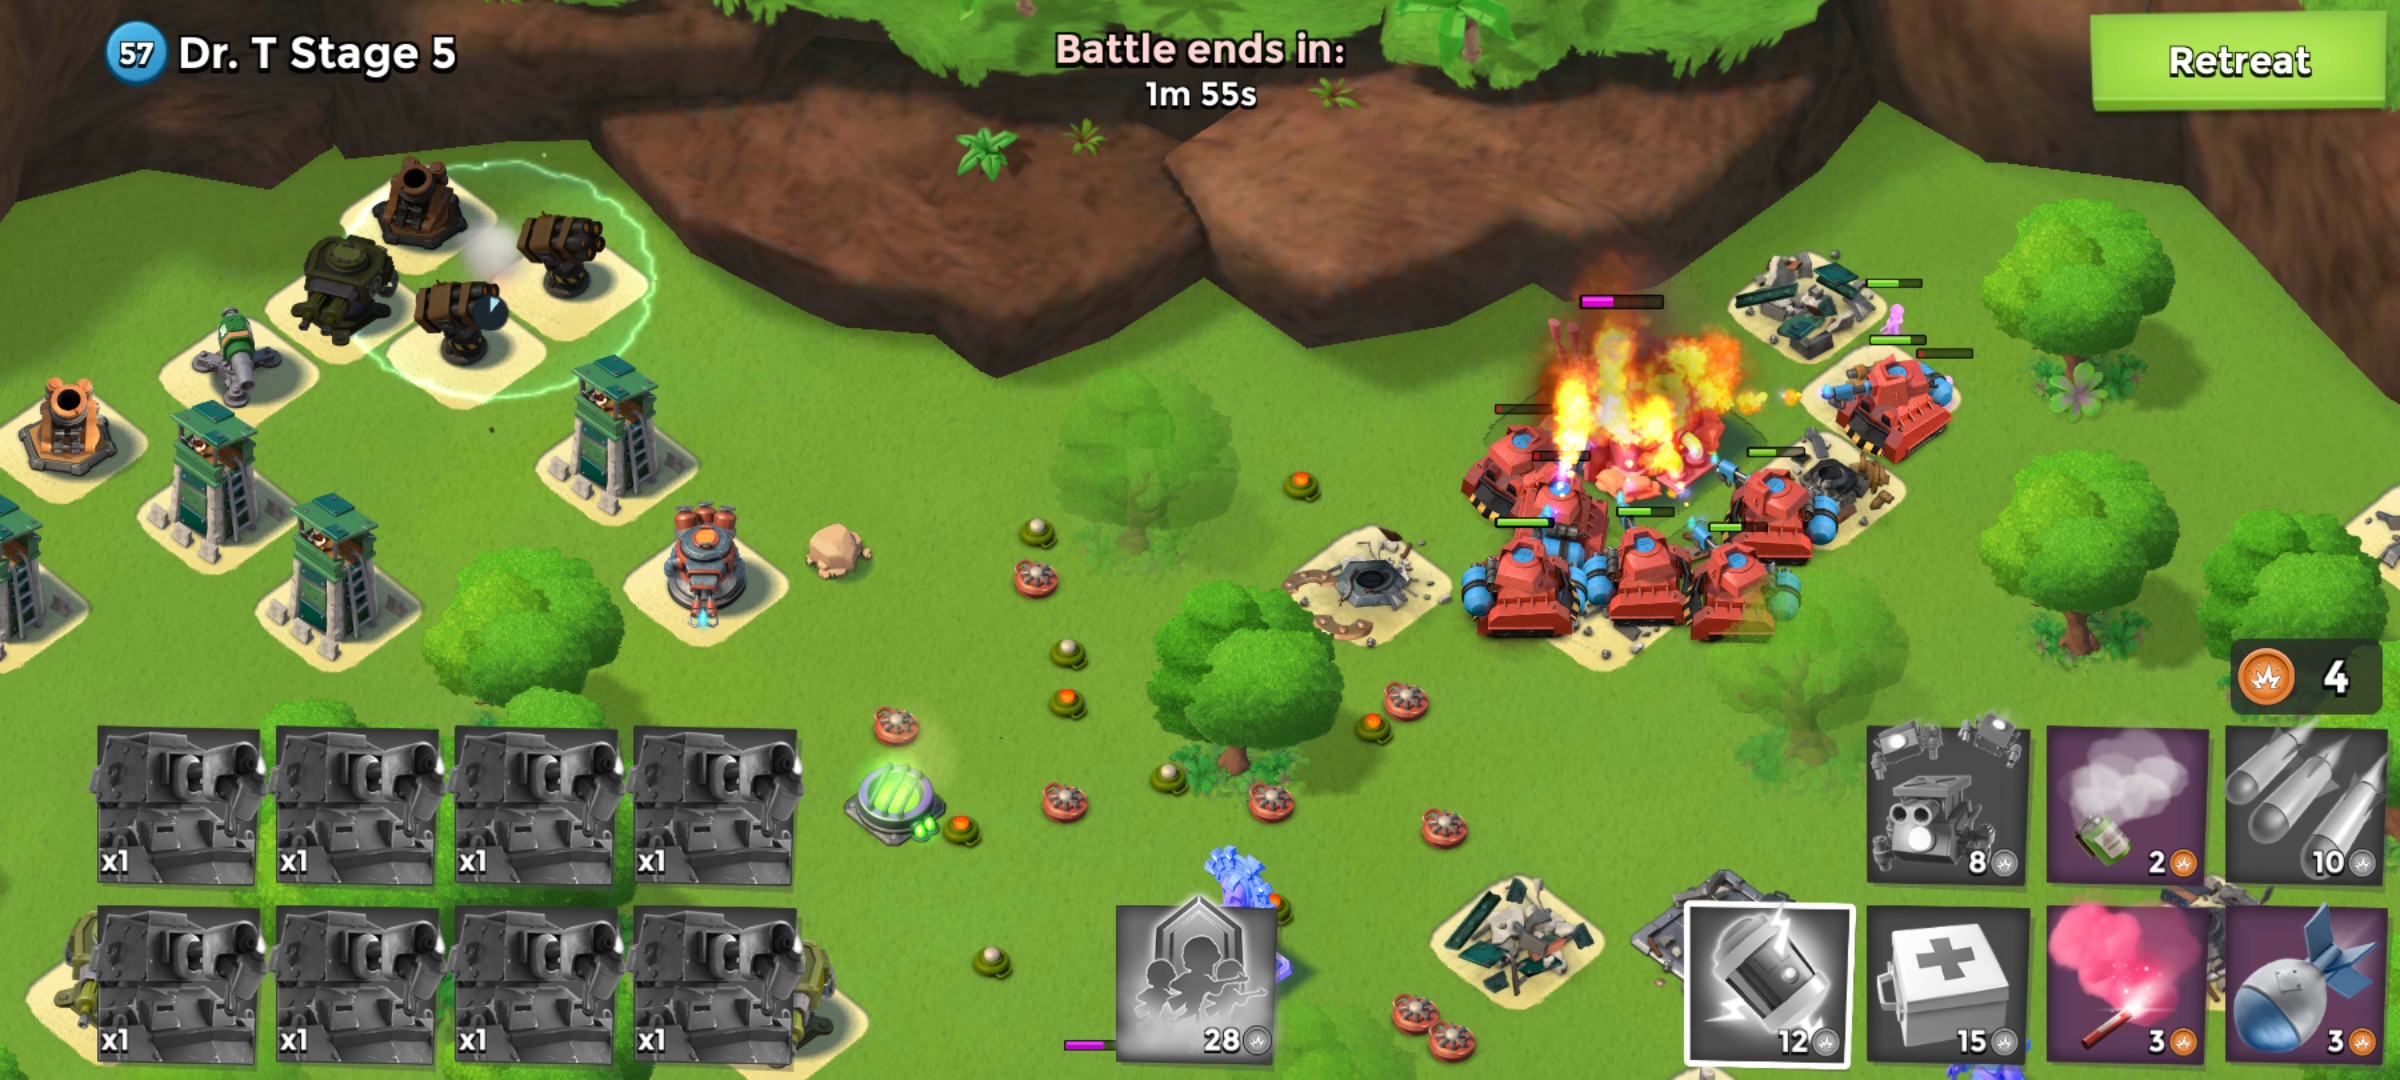 57 Dr. T Stage 5
Battle ends in:
1m 55s
Retreat
4
x1 x1 x1 x1
8 2 10
x1 x1 x1 x1
28 12 15 3 3